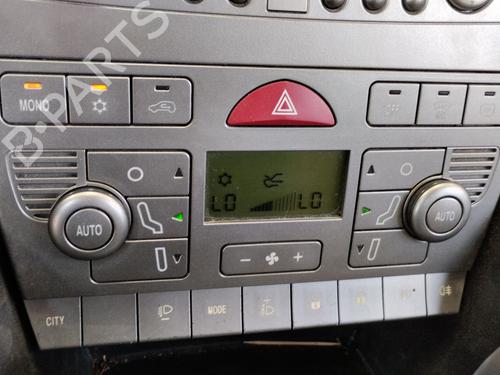 MONO
B-PARTS
LO LO
AUTO
AUTO
- +
CITY
MODE